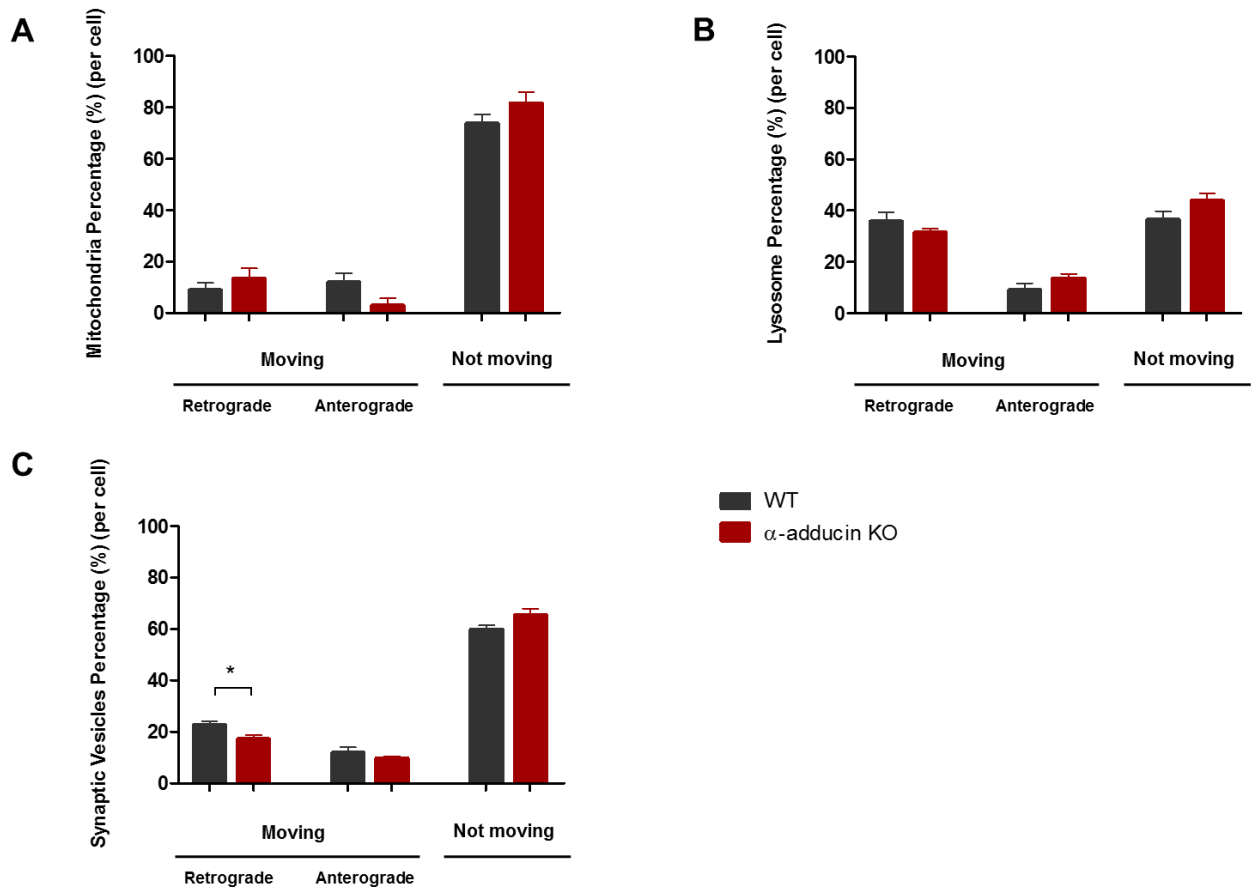 A
Mitochondria Percentage (%) (per cell)
100
80
60
40
20
0
Moving
Not moving
Retrograde
Anterograde
B
Lysosome Percentage (%) (per cell)
100
80
60
40
20
0
Moving
Not moving
Retrograde
Anterograde
C
Synaptic Vesicles Percentage (%) (per cell)
100
80
60
40
20
0
*
Moving
Not moving
Retrograde
Anterograde
WT
α-adducin KO